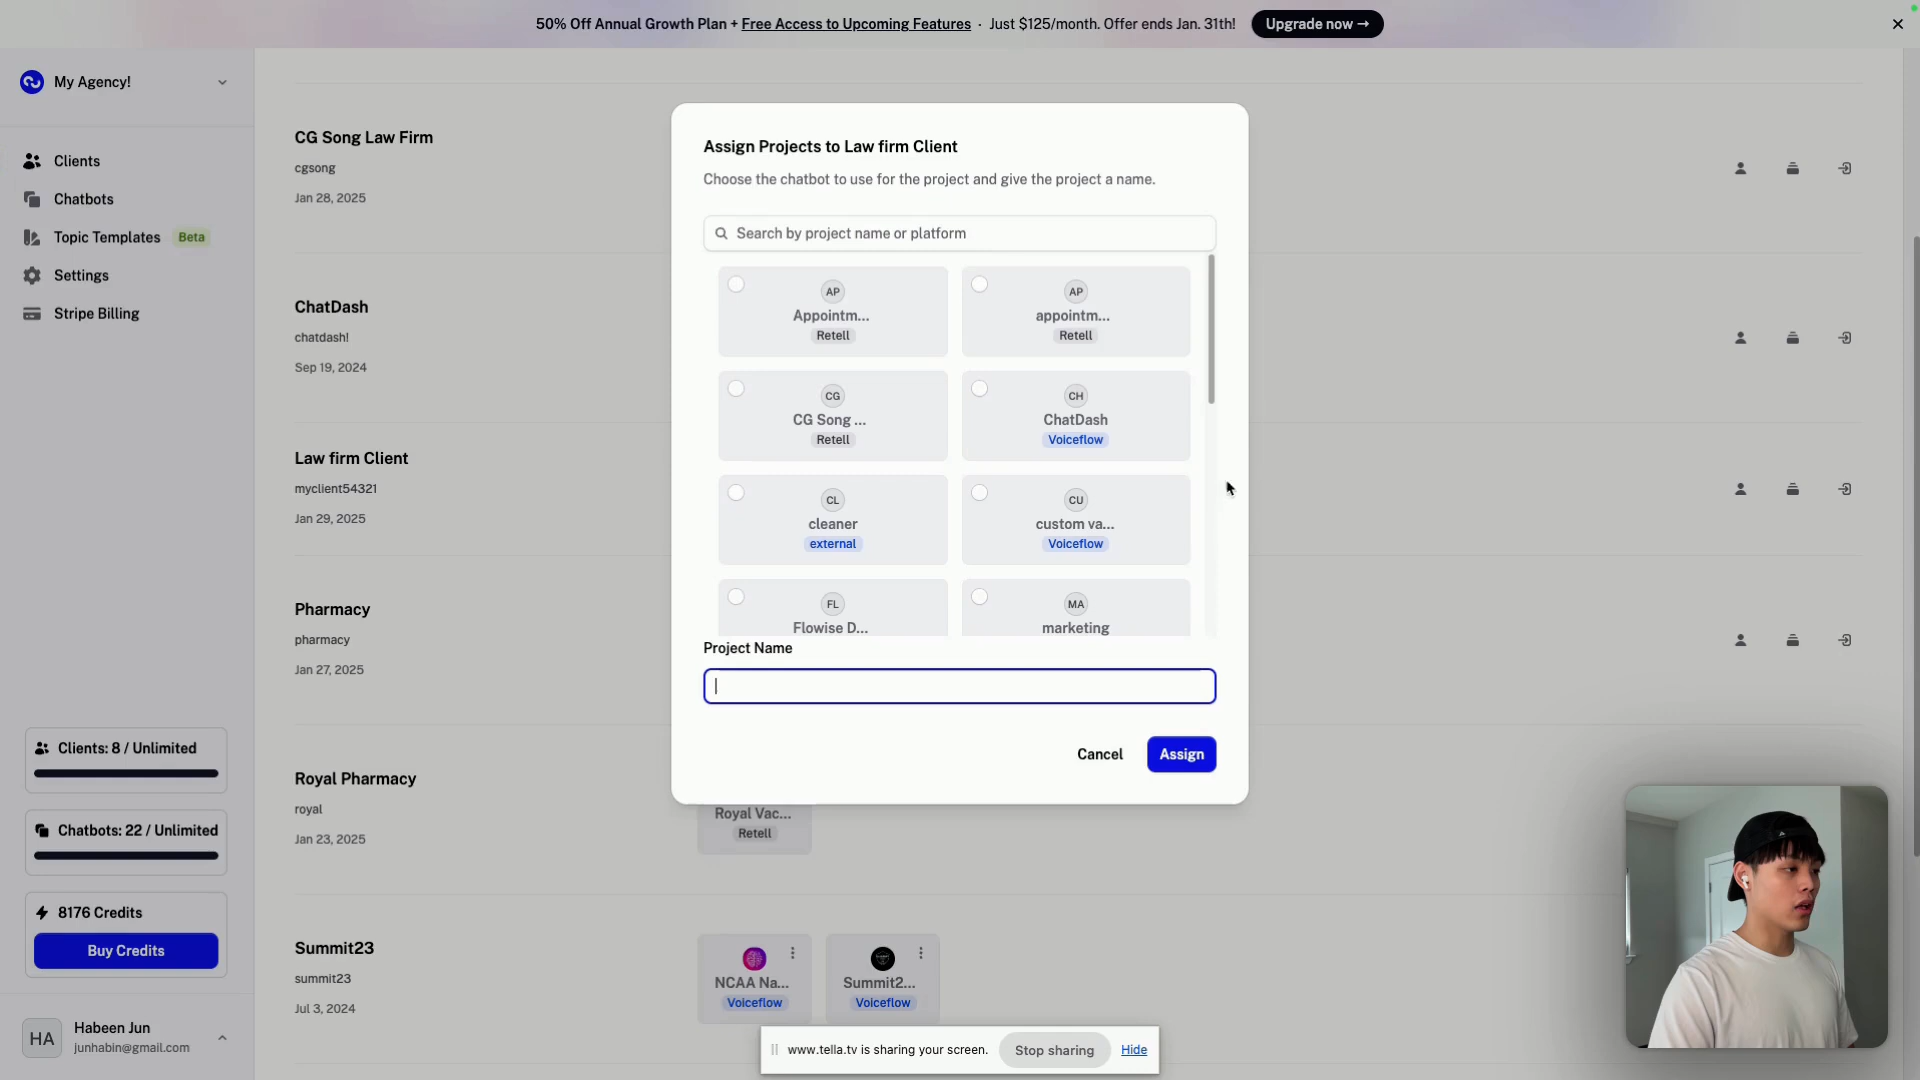 50% Off Annual Growth Plan + Free Access to Upcoming Features · Just $125/month. Offer ends Jan. 31th! Upgrade now →
My Agency!
Clients
Chatbots
Topic Templates Beta
Settings
Stripe Billing
Clients: 8 / Unlimited
Chatbots: 22 / Unlimited
8176 Credits
Buy Credits
HA
Habeen Jun
junhabin@gmail.com
CG Song Law Firm
cgsong
Jan 28, 2025
ChatDash
chatdash!
Sep 19, 2024
Law firm Client
myclient54321
Jan 29, 2025
Pharmacy
pharmacy
Jan 27, 2025
Royal Pharmacy
royal
Jan 23, 2025
Royal Vac...
Retell
Summit23
summit23
Jul 3, 2024
NCAA Na...
Voiceflow
Summit2...
Voiceflow
Assign Projects to Law firm Client
Choose the chatbot to use for the project and give the project a name.
Search by project name or platform
AP
Appointm...
Retell
AP
appointm...
Retell
CG
CG Song ...
Retell
CH
ChatDash
Voiceflow
CL
cleaner
external
CU
custom va...
Voiceflow
FL
Flowise D...
MA
marketing
Project Name
Cancel
Assign
www.tella.tv is sharing your screen.
Stop sharing
Hide